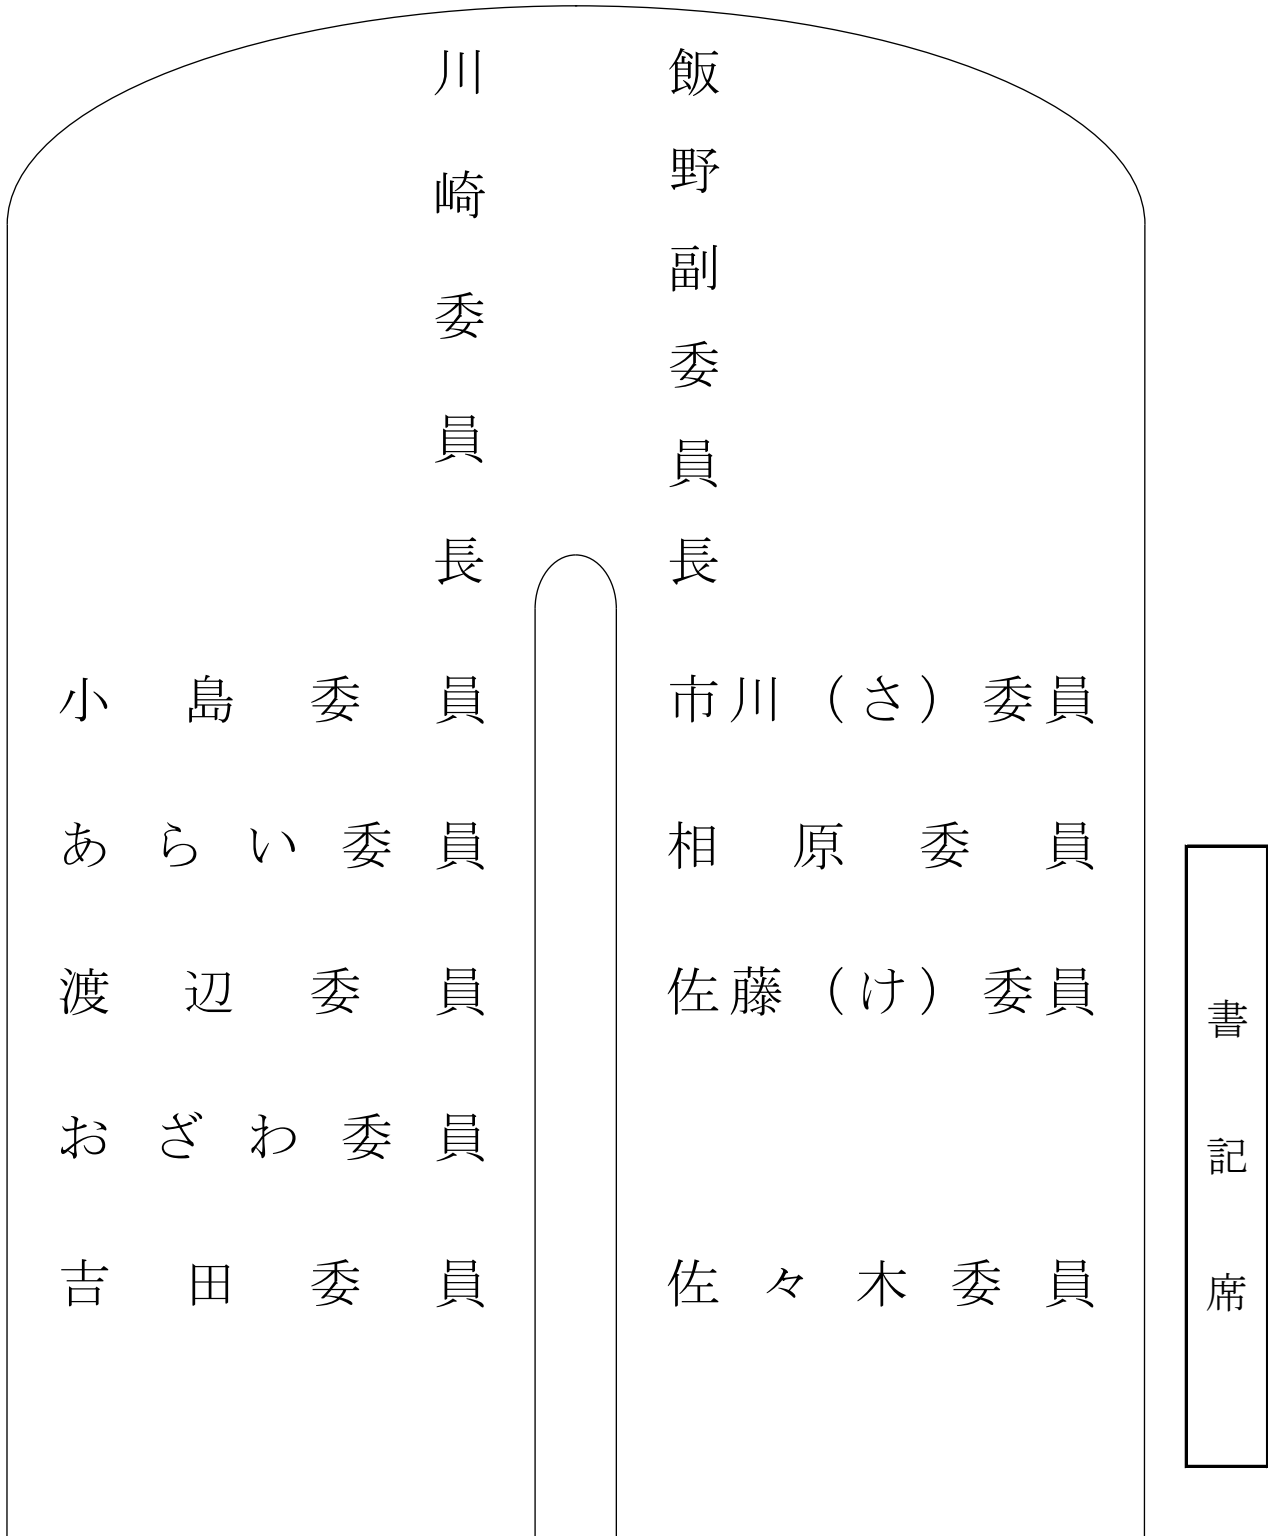 飯野副委員長
川崎委員長
小島委員
市川（さ）委員
あらい委員
相原委員
渡辺委員
佐藤（け）委員
おざわ委員
吉田委員
佐々木委員
書記席